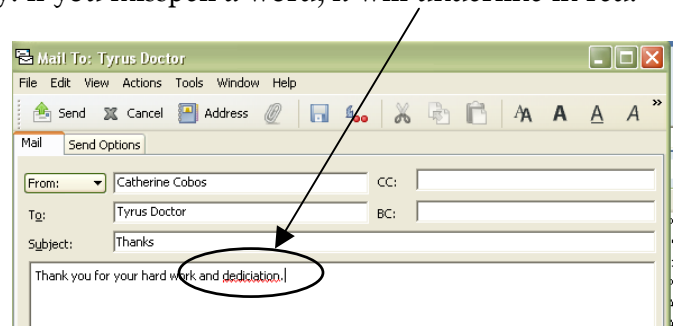 If you misspell a word, it will underline in red.
Mail To: Tyrus Doctor
File Edit View Actions Tools Window Help
Send Cancel Address A A A »
Mail Send Options
From: Catherine Cobos CC:
To: Tyrus Doctor BC:
Subject: Thanks
Thank you for your hard work and dediciation.